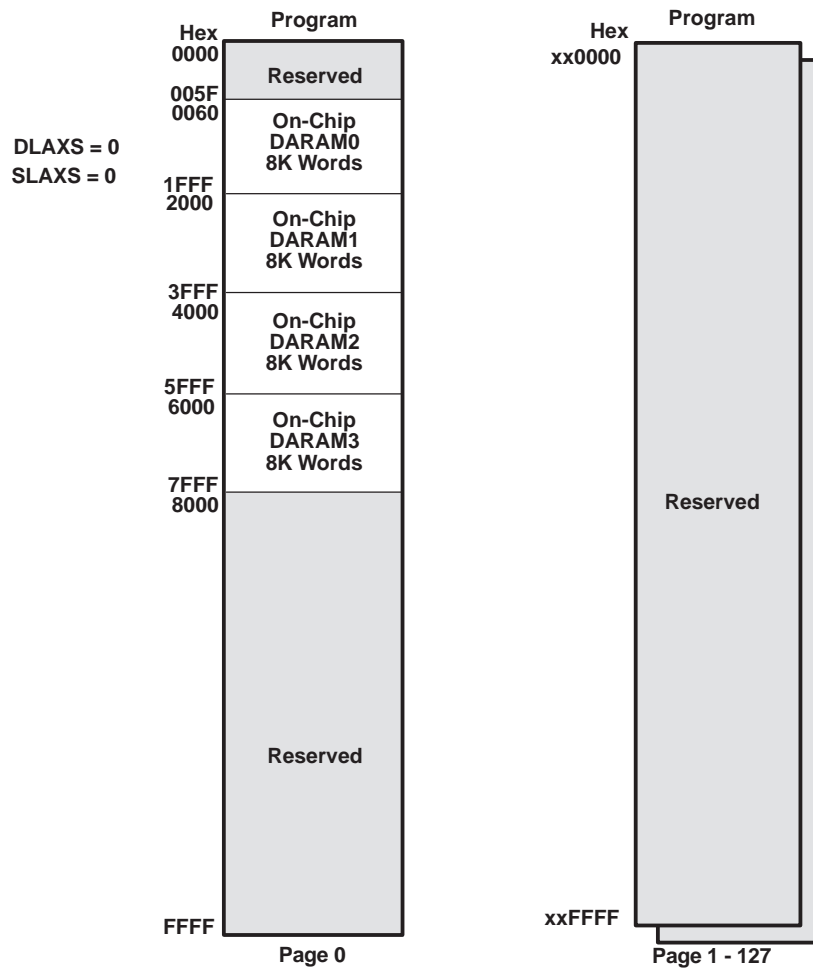 Program
Hex
0000
Reserved
005F
0060
On-Chip
DARAM0
8K Words
DLAXS = 0
SLAXS = 0
1FFF
2000
On-Chip
DARAM1
8K Words
3FFF
4000
On-Chip
DARAM2
8K Words
5FFF
6000
On-Chip
DARAM3
8K Words
7FFF
8000
Reserved
FFFF
Page 0
Program
Hex
xx0000
Reserved
xxFFFF
Page 1 - 127